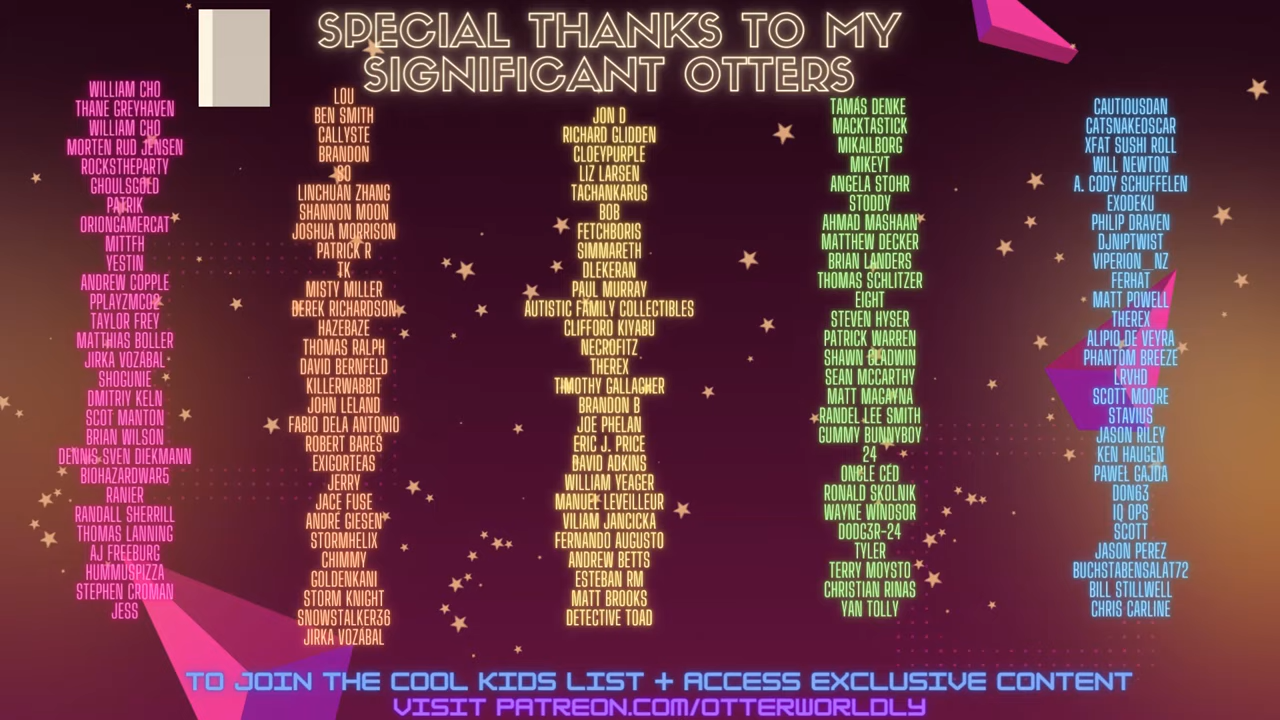 SPECIAL THANKS TO MY
SIGNIFICANT OTTERS
WILLIAM CHO
THANE GREYHAVEN
WILLIAM CHO
MORTEN RUD JENSEN
ROCKSTHEPARTY
GHOULSGOLD
PATRIK
ORIONGAMERCAT
MITTFH
YESTIN
ANDREW COPPLE
PPLAYZMC02
TAYLOR FREY
MATTHIAS BOLLER
JIRKA VOZÁBAL
SHOGUNIE
DMITRIY KELN
SCOT MANTON
BRIAN WILSON
DENNIS SVEN DIEKMANN
BIOHAZARDWAR5
RANIER
RANDALL SHERRILL
THOMAS LANNING
AJ FREEBURG
HUMMUSPIZZA
STEPHEN CROMAN
JESS
LOU
BEN SMITH
CALLYSTE
BRANDON
BO
LINCHUAN ZHANG
SHANNON MOON
JOSHUA MORRISON
PATRICK R
TK
MISTY MILLER
DEREK RICHARDSON
HAZEBAZE
THOMAS RALPH
DAVID BERNFELD
KILLERWABBIT
JOHN LELAND
FABIO DELA ANTONIO
ROBERT BAREŠ
EXIGORTEAS
JERRY
JACE FUSE
ANDRÉ GIESEN
STORMHELIX
CHIMMY
GOLDENKANI
STORM KNIGHT
SNOWSTALKER36
JIRKA VOZÁBAL
JON D
RICHARD GLIDDEN
CLOEYPURPLE
LIZ LARSEN
TACHANKARUS
BOB
FETCHBORIS
SIMMARETH
DLEKERAN
PAUL MURRAY
AUTISTIC FAMILY COLLECTIBLES
CLIFFORD KIYABU
NECROFITZ
THEREX
TIMOTHY GALLAGHER
BRANDON B
JOE PHELAN
ERIC J. PRICE
DAVID ADKINS
WILLIAM YEAGER
MANUEL LEVEILLEUR
VILIAM JANCICKA
FERNANDO AUGUSTO
ANDREW BETTS
ESTEBAN RM
MATT BROOKS
DETECTIVE TOAD
TAMÁS DENKE
MACKTASTICK
MIKAILBORG
MIKEYT
ANGELA STOHR
STODDY
AHMAD MASHAAN
MATTHEW DECKER
BRIAN LANDERS
THOMAS SCHLITZER
EIGHT
STEVEN HYSER
PATRICK WARREN
SHAWN GLADWIN
SEAN MCCARTHY
MATT MAGAYNA
RANDEL LEE SMITH
GUMMY BUNNYBOY
24
ONCLE CED
RONALD SKOLNIK
WAYNE WINDSOR
DODG3R-24
TYLER
TERRY MOYSTO
CHRISTIAN RINAS
YAN TOLLY
CAUTIOUSDAN
CATSNAKEOSCAR
XFAT SUSHI ROLL
WILL NEWTON
A. CODY SCHUFFELEN
EXODEKU
PHILIP DRAVEN
DJNIPTWIST
VIPERION_NZ
FERHAT
MATT POWELL
THEREX
ALIPIO DE VEYRA
PHANTOM BREEZE
LRVHD
SCOTT MOORE
STAVIUS
JASON RILEY
KEN HAUGEN
PAWEŁ GAJDA
DON63
IQ OPS
SCOTT
JASON PEREZ
BUCHSTABENSALAT72
BILL STILLWELL
CHRIS CARLINE
TO JOIN THE COOL KIDS LIST + ACCESS EXCLUSIVE CONTENT
VISIT PATREON.COM/OTTERWORLDLY